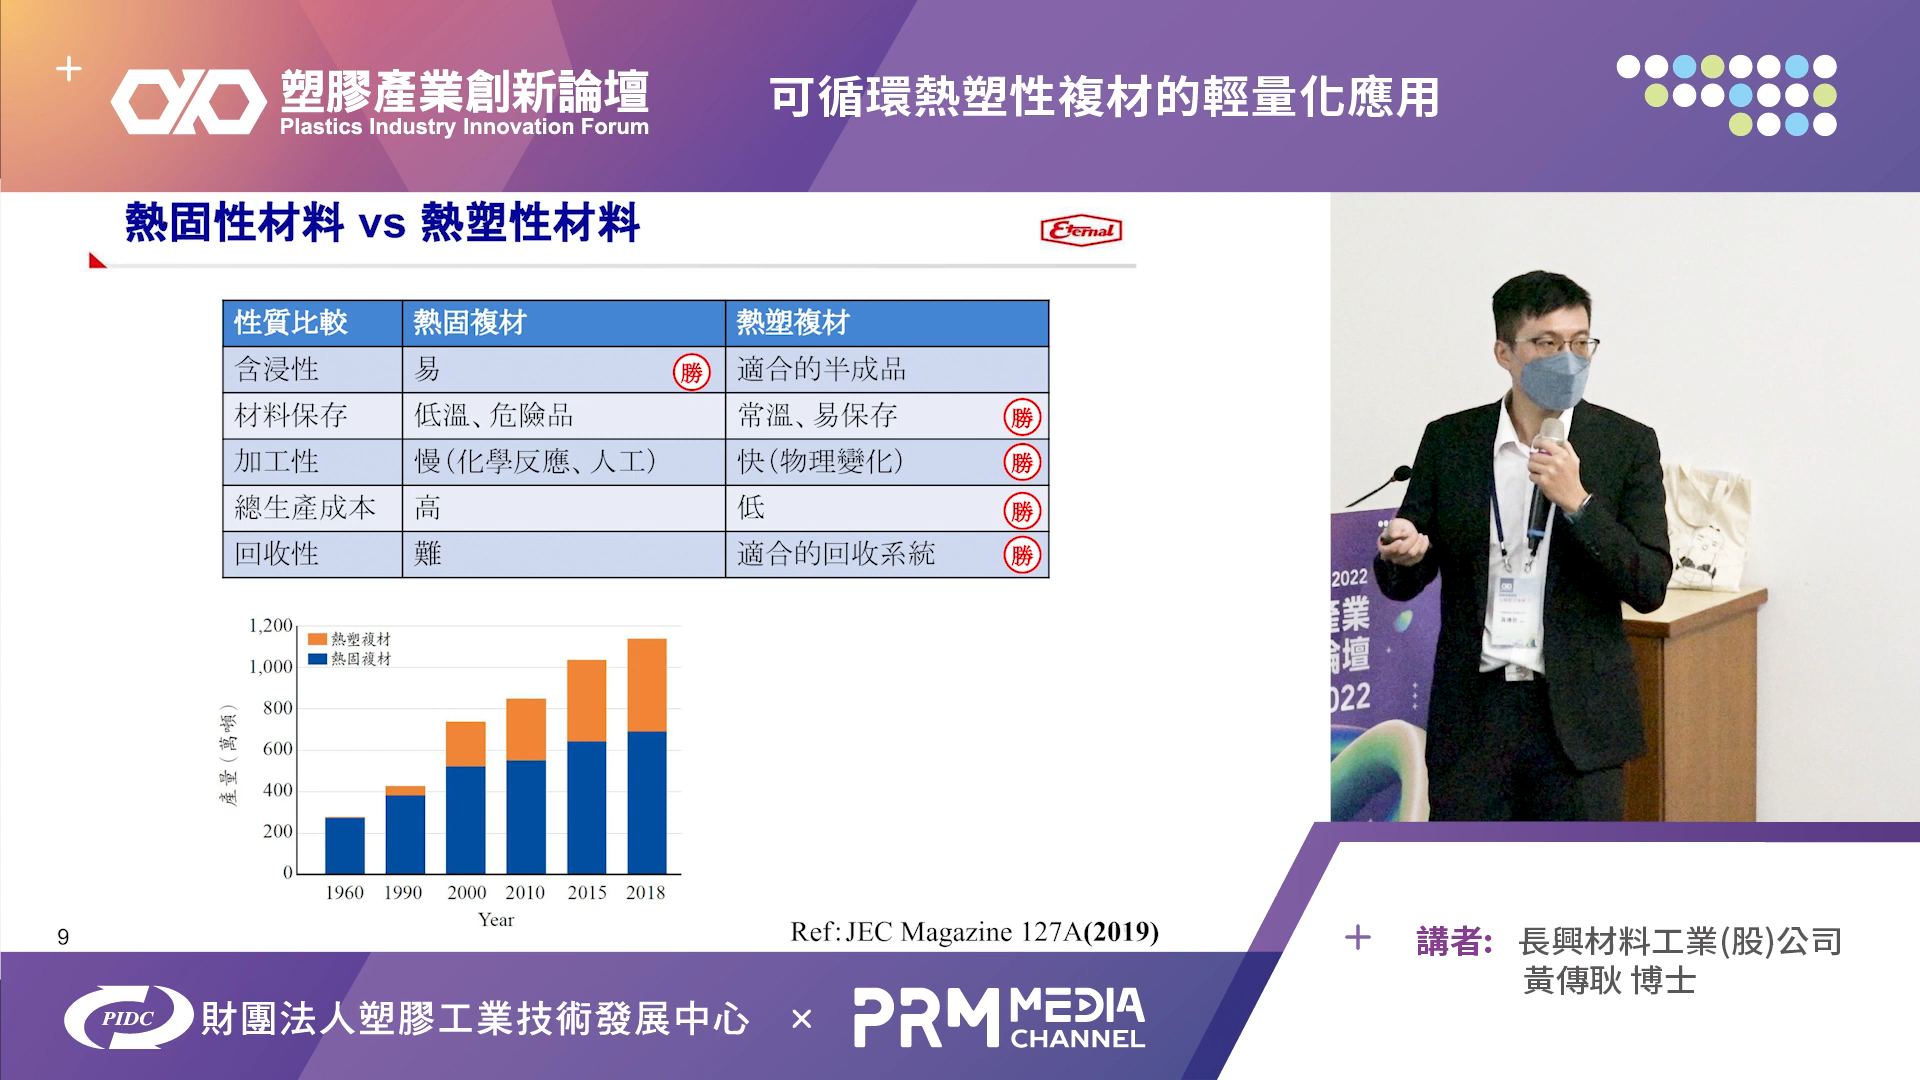 塑膠產業創新論壇
Plastics Industry Innovation Forum
可循環熱塑性複材的輕量化應用
熱固性材料 vs 熱塑性材料
Eternal
性質比較 熱固複材 熱塑複材
含浸性 易 勝 適合的半成品
材料保存 低溫、危險品 常溫、易保存 勝
加工性 慢(化學反應、人工) 快(物理變化) 勝
總生產成本 高 低 勝
回收性 難 適合的回收系統 勝
熱塑複材
熱固複材
產量(萬噸)
1,200
1,000
800
600
400
200
0
1960 1990 2000 2010 2015 2018
Year
Ref:JEC Magazine 127A(2019)
9
2022
產業
論壇
022
講者: 長興材料工業(股)公司
黃傳耿 博士
PIDC 財團法人塑膠工業技術發展中心 × PRM MEDIA CHANNEL